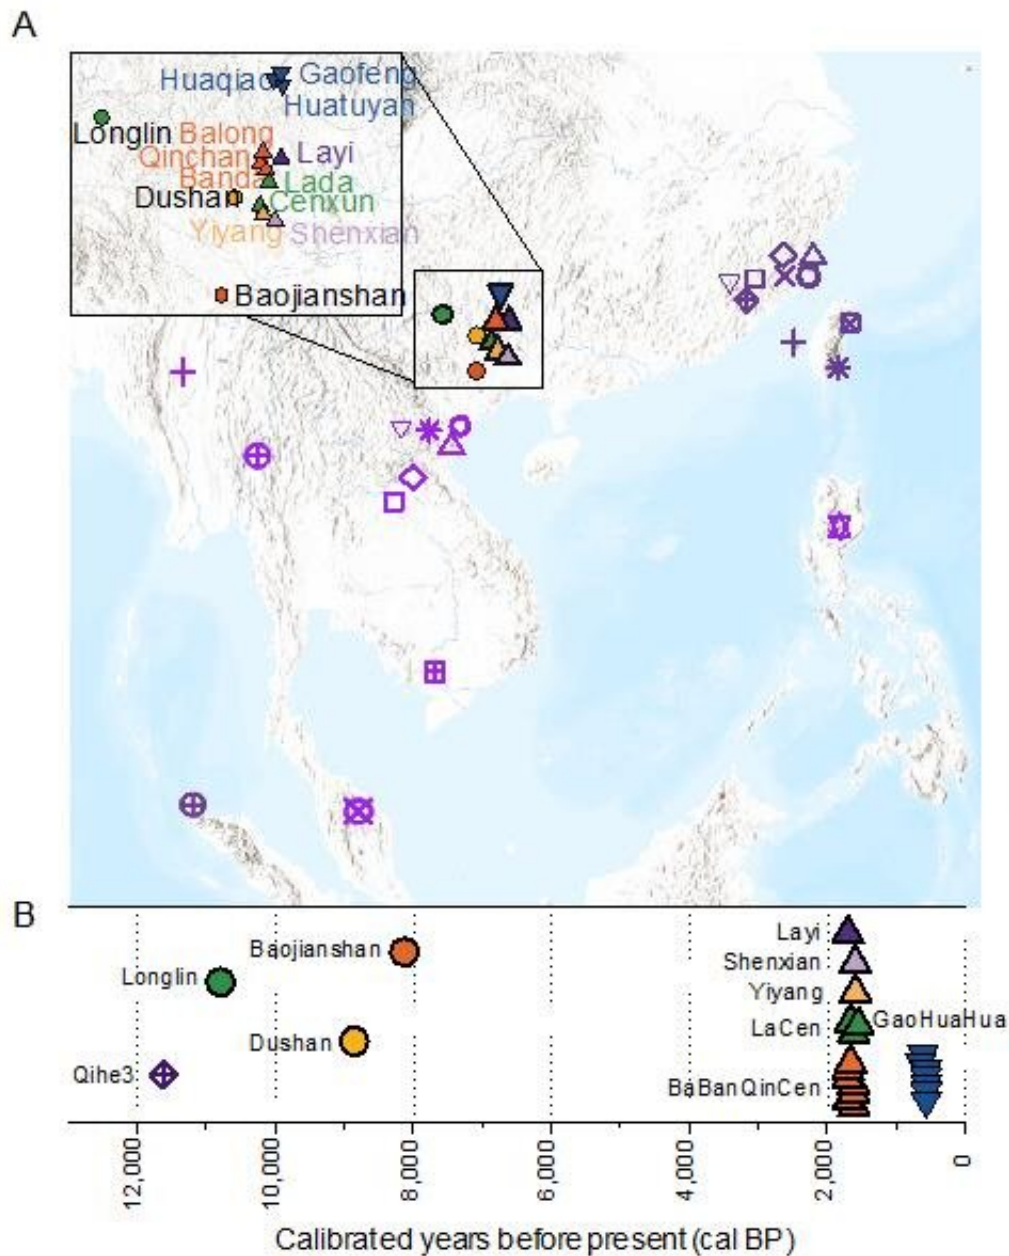 A
Huaqiao Gaofeng
Huatuyan
Longlin Balong
Qinchan Layi
Banda Lada
Dushan Cenxun
Yiyang Shenxian
Baojianshan
B
Layi
Baojianshan
Shenxian
Longlin
Yiyang
LaCen GaoHuaHua
Dushan
Qihe3
BaBanQinCen
12,000 10,000 8,000 6,000 4,000 2,000 0
Calibrated years before present (cal BP)